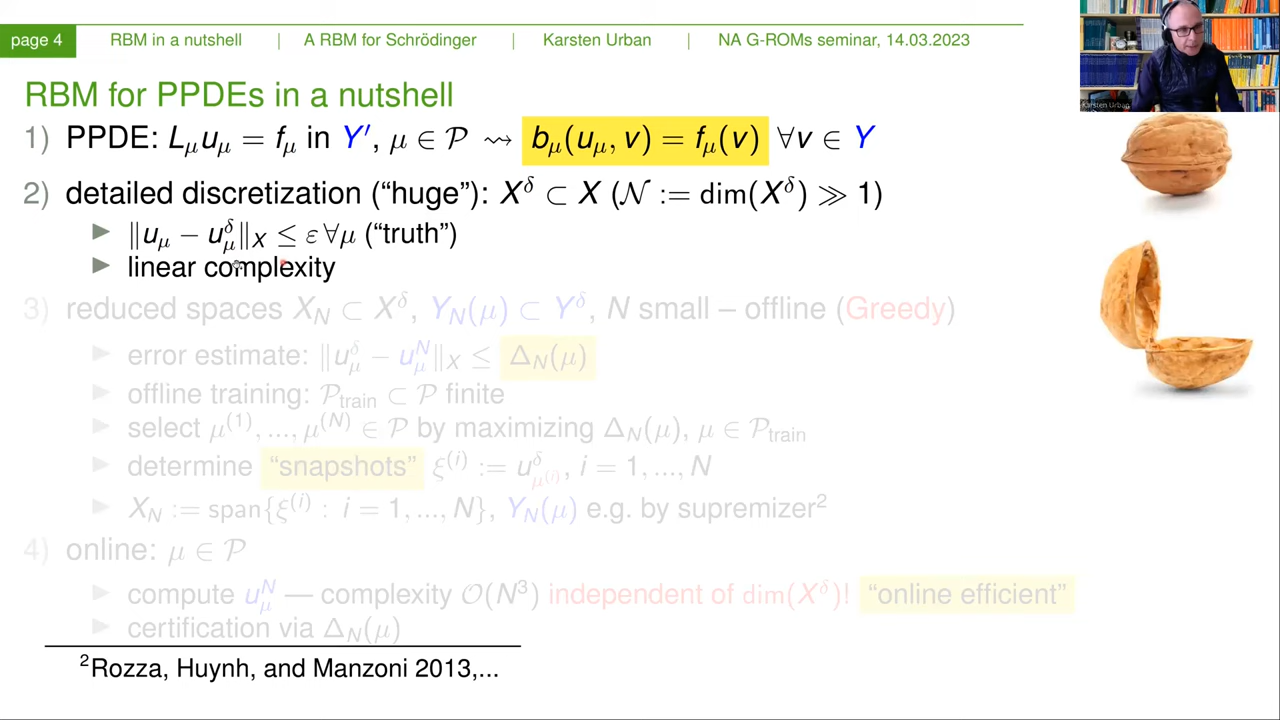 page 4 RBM in a nutshell | A RBM for Schrödinger | Karsten Urban | NA G-ROMs seminar, 14.03.2023
Karsten Urban
RBM for PPDEs in a nutshell
1) PPDE: L_μ u_μ = f_μ in Y′, μ ∈ P ⇝ b_μ(u_μ, v) = f_μ(v) ∀v ∈ Y
2) detailed discretization (“huge”): X^δ ⊂ X (N := dim(X^δ) ≫ 1)
▶ ‖u_μ − u_μ^δ‖_X ≤ ε ∀μ (“truth”)
▶ linear complexity
3) reduced spaces X_N ⊂ X^δ, Y_N(μ) ⊂ Y^δ, N small – offline (Greedy)
▶ error estimate: ‖u_μ^δ − u_μ^N‖_X ≤ Δ_N(μ)
▶ offline training: P_train ⊂ P finite
▶ select μ^(1), ..., μ^(N) ∈ P by maximizing Δ_N(μ), μ ∈ P_train
▶ determine “snapshots” ξ^(i) := u^δ_μ^(i), i = 1, ..., N
▶ X_N := span{ξ^(i) : i = 1, ..., N}, Y_N(μ) e.g. by supremizer²
4) online: μ ∈ P
▶ compute u_μ^N — complexity O(N³) independent of dim(X^δ)! “online efficient”
▶ certification via Δ_N(μ)
²Rozza, Huynh, and Manzoni 2013,...